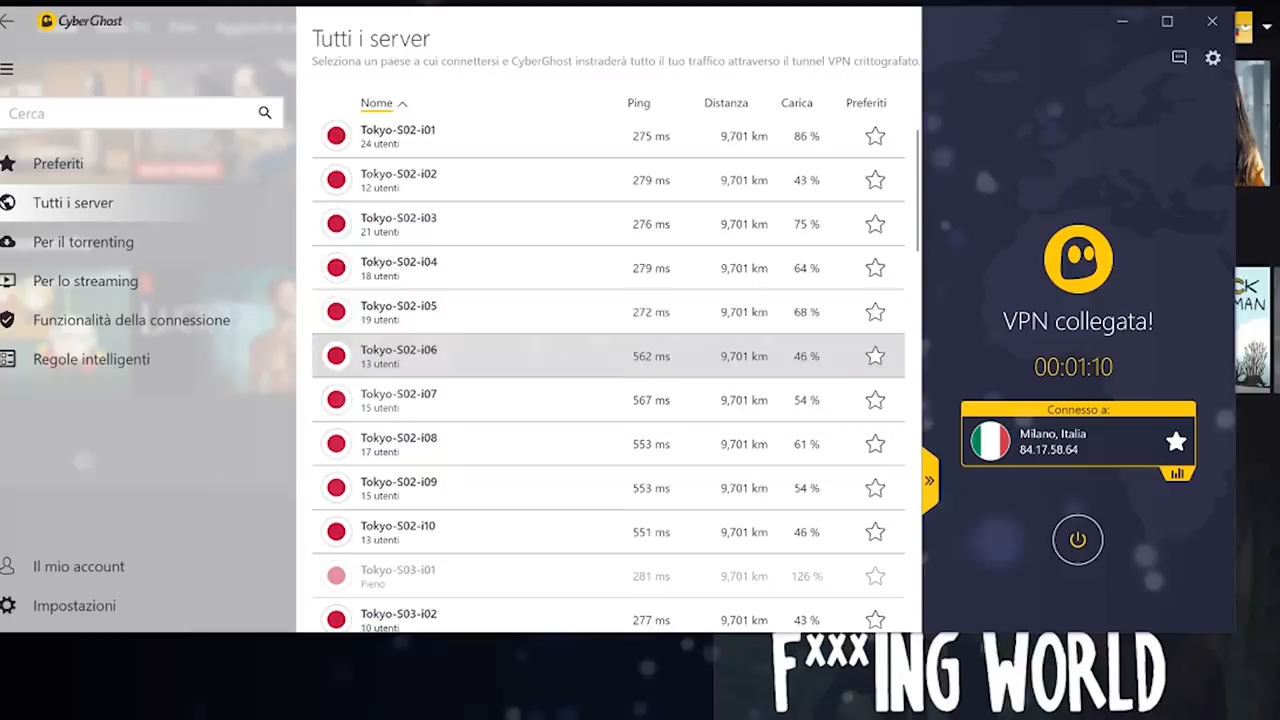 CyberGhost
Cerca
Preferiti
Tutti i server
Per il torrenting
Per lo streaming
Funzionalità della connessione
Regole intelligenti
Il mio account
Impostazioni
Tutti i server
Seleziona un paese a cui connettersi e CyberGhost instraderà tutto il tuo traffico attraverso il tunnel VPN crittografato.
Nome Ping Distanza Carica Preferiti
Tokyo-S02-i01 275 ms 9,701 km 86 %
24 utenti
Tokyo-S02-i02 279 ms 9,701 km 43 %
12 utenti
Tokyo-S02-i03 276 ms 9,701 km 75 %
21 utenti
Tokyo-S02-i04 279 ms 9,701 km 64 %
18 utenti
Tokyo-S02-i05 272 ms 9,701 km 68 %
19 utenti
Tokyo-S02-i06 562 ms 9,701 km 46 %
13 utenti
Tokyo-S02-i07 567 ms 9,701 km 54 %
15 utenti
Tokyo-S02-i08 553 ms 9,701 km 61 %
17 utenti
Tokyo-S02-i09 553 ms 9,701 km 54 %
15 utenti
Tokyo-S02-i10 551 ms 9,701 km 46 %
13 utenti
Tokyo-S03-i01 281 ms 9,701 km 126 %
Pieno
Tokyo-S03-i02 277 ms 9,701 km 43 %
10 utenti
VPN collegata!
00:01:10
Connesso a:
Milano, Italia
84.17.58.64
F***ING WORLD